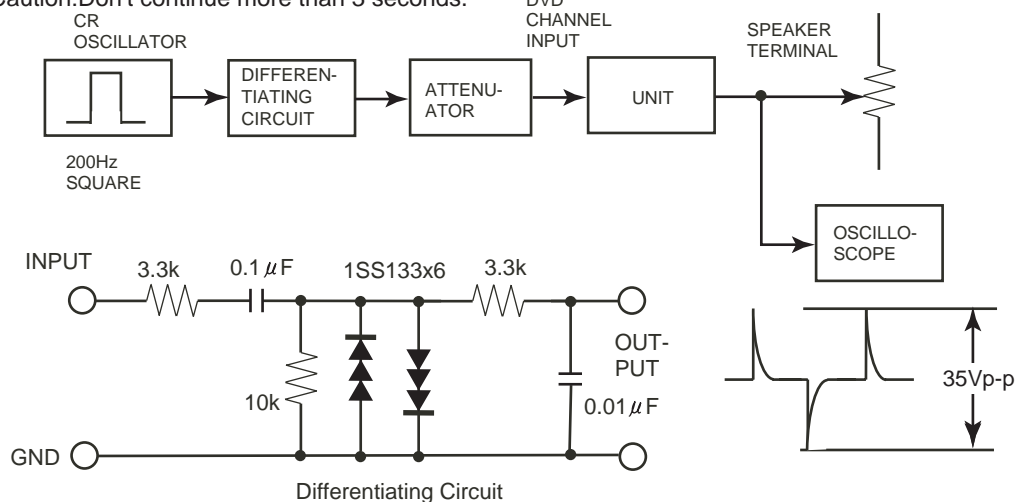 Caution:Don't continue more than 5 seconds.
CR
OSCILLATOR
DVD
CHANNEL
INPUT
SPEAKER
TERMINAL
DIFFEREN-
TIATING
CIRCUIT
ATTENU-
ATOR
UNIT
200Hz
SQUARE
OSCILLO-
SCOPE
INPUT
3.3k
0.1μF
1SS133x6
3.3k
OUT-
PUT
10k
0.01μF
35Vp-p
GND
Differentiating Circuit